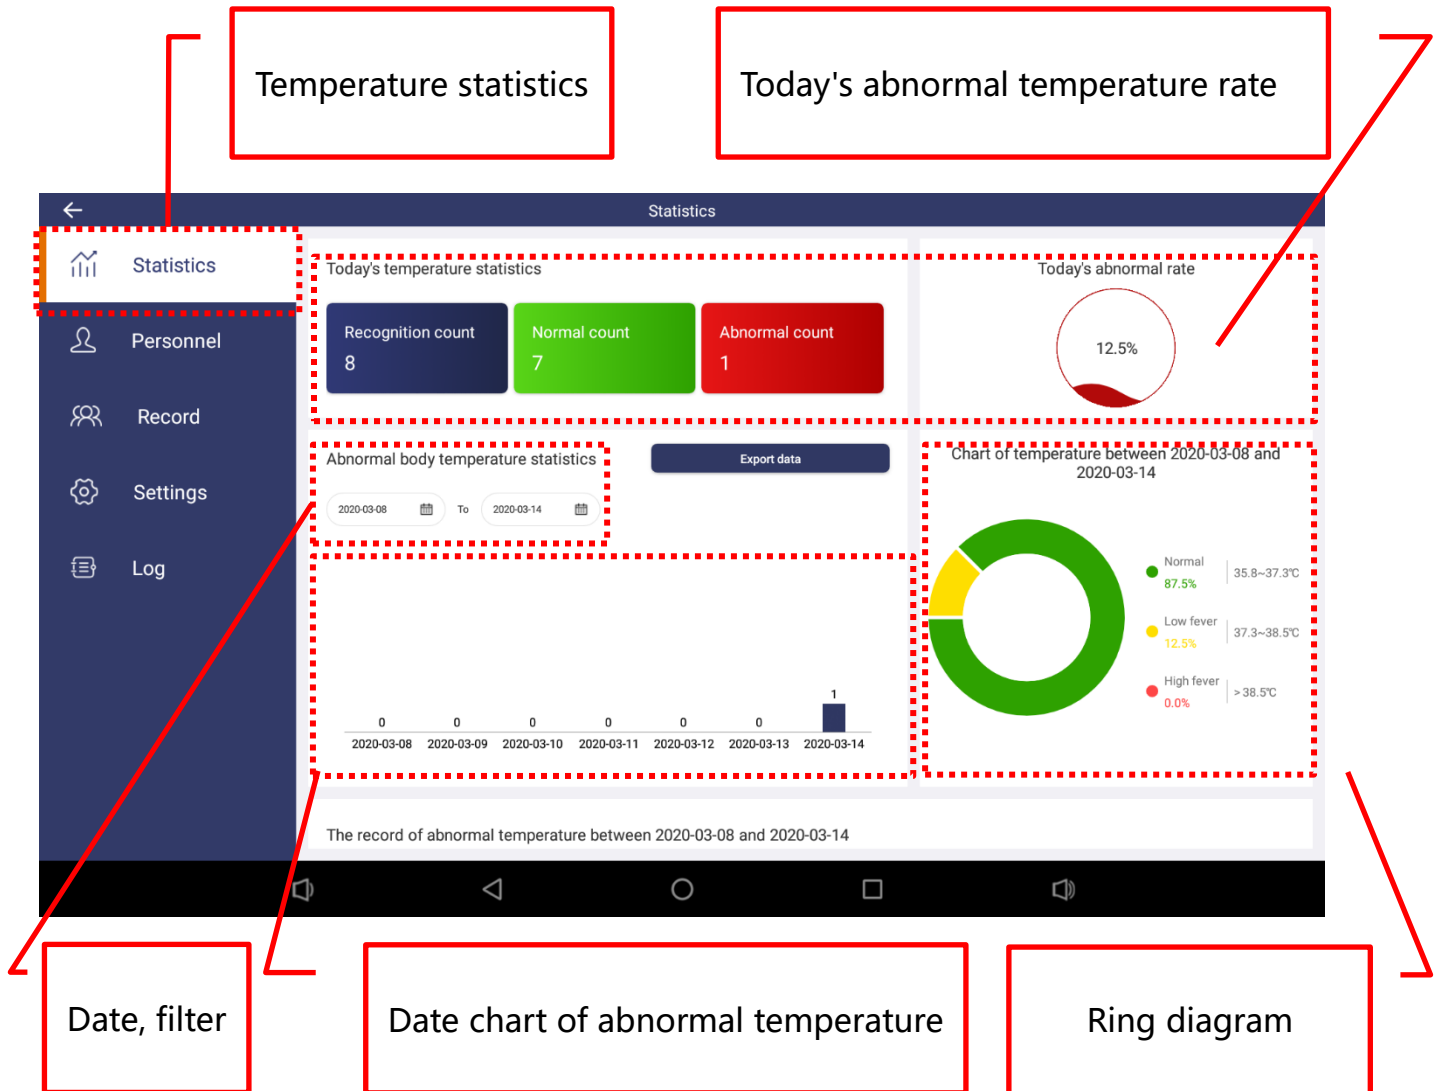 Temperature statistics
Today's abnormal temperature rate
Statistics
Statistics
Personnel
Record
Settings
Log
Today's temperature statistics
Recognition count
8
Normal count
7
Abnormal count
1
Today's abnormal rate
12.5%
Abnormal body temperature statistics
Export data
2020-03-08 To 2020-03-14
Chart of temperature between 2020-03-08 and
2020-03-14
Normal
87.5%
35.8~37.3℃
Low fever
12.5%
37.3~38.5℃
High fever
0.0%
> 38.5℃
0 0 0 0 0 0 1
2020-03-08 2020-03-09 2020-03-10 2020-03-11 2020-03-12 2020-03-13 2020-03-14
The record of abnormal temperature between 2020-03-08 and 2020-03-14
Date, filter
Date chart of abnormal temperature
Ring diagram